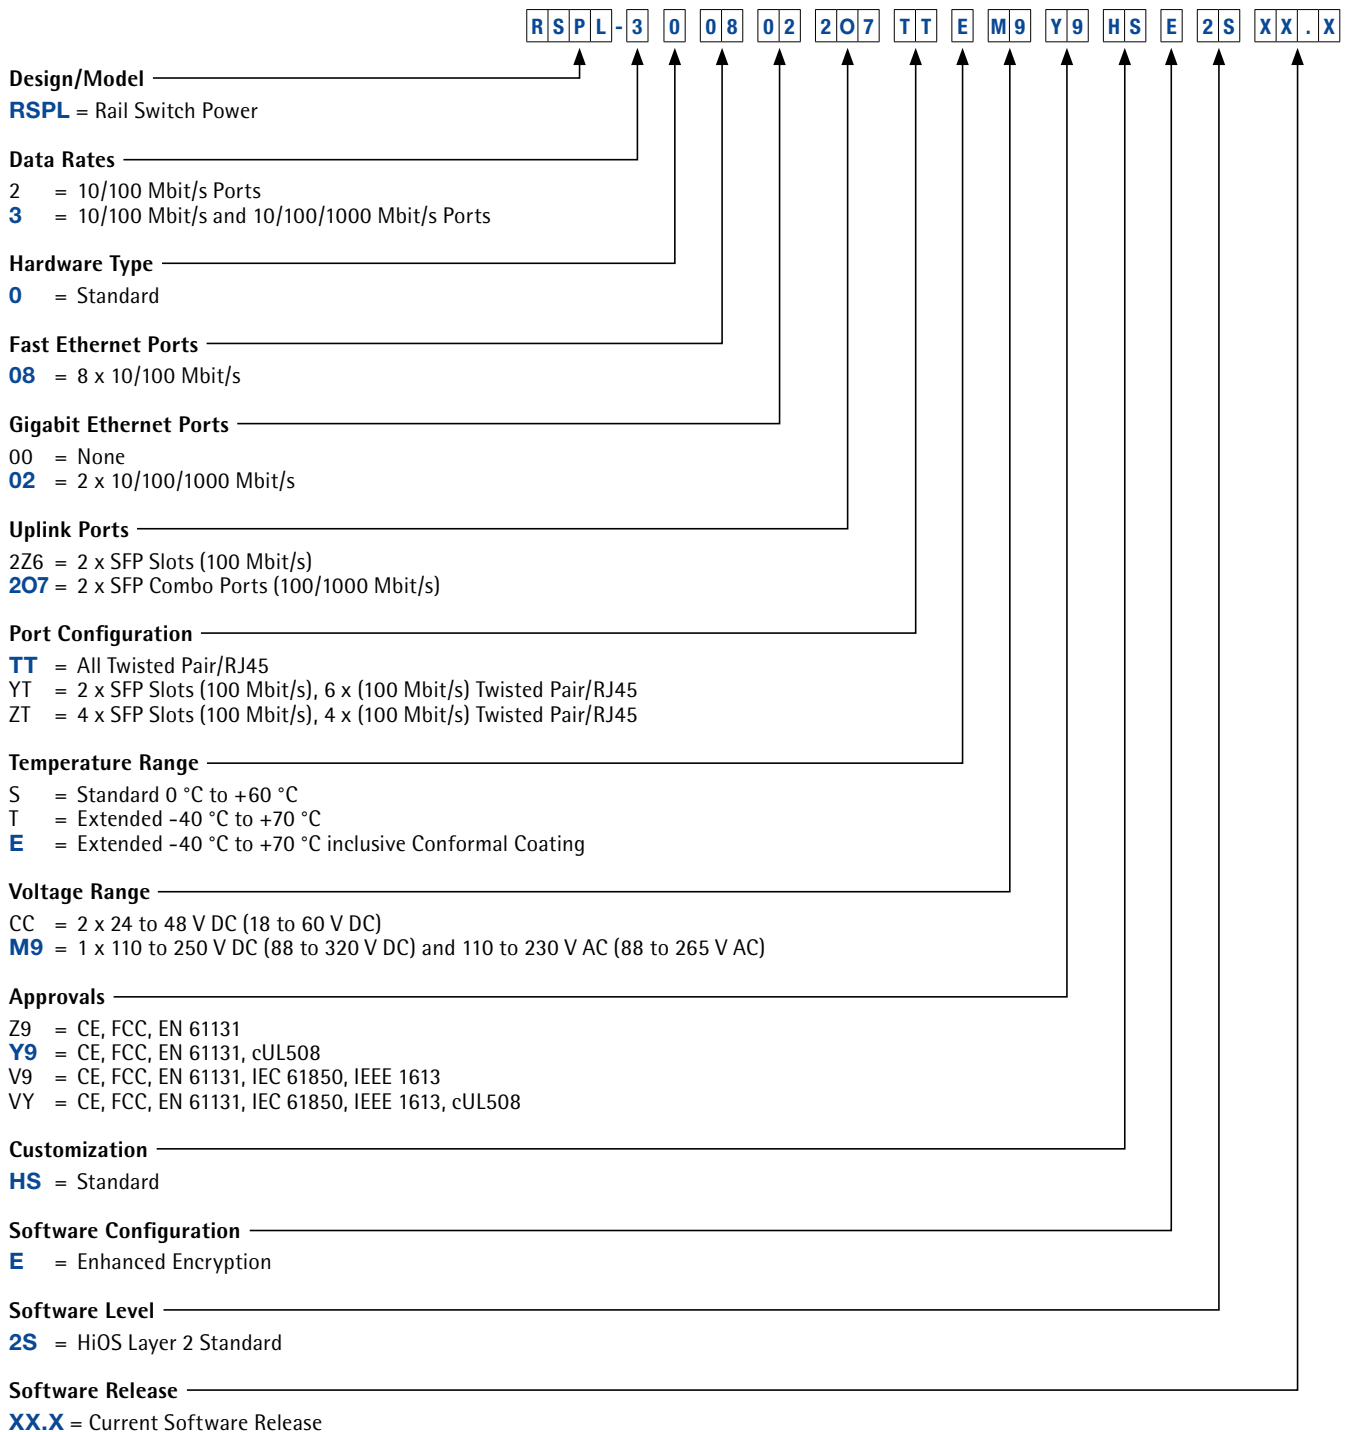 RSPL-3 0 08 02 2O7 TT E M9 Y9 HS E 2S XX.X
Design/Model
RSPL = Rail Switch Power
Data Rates
2 = 10/100 Mbit/s Ports
3 = 10/100 Mbit/s and 10/100/1000 Mbit/s Ports
Hardware Type
0 = Standard
Fast Ethernet Ports
08 = 8 x 10/100 Mbit/s
Gigabit Ethernet Ports
00 = None
02 = 2 x 10/100/1000 Mbit/s
Uplink Ports
2Z6 = 2 x SFP Slots (100 Mbit/s)
2O7 = 2 x SFP Combo Ports (100/1000 Mbit/s)
Port Configuration
TT = All Twisted Pair/RJ45
YT = 2 x SFP Slots (100 Mbit/s), 6 x (100 Mbit/s) Twisted Pair/RJ45
ZT = 4 x SFP Slots (100 Mbit/s), 4 x (100 Mbit/s) Twisted Pair/RJ45
Temperature Range
S = Standard 0 °C to +60 °C
T = Extended -40 °C to +70 °C
E = Extended -40 °C to +70 °C inclusive Conformal Coating
Voltage Range
CC = 2 x 24 to 48 V DC (18 to 60 V DC)
M9 = 1 x 110 to 250 V DC (88 to 320 V DC) and 110 to 230 V AC (88 to 265 V AC)
Approvals
Z9 = CE, FCC, EN 61131
Y9 = CE, FCC, EN 61131, cUL508
V9 = CE, FCC, EN 61131, IEC 61850, IEEE 1613
VY = CE, FCC, EN 61131, IEC 61850, IEEE 1613, cUL508
Customization
HS = Standard
Software Configuration
E = Enhanced Encryption
Software Level
2S = HiOS Layer 2 Standard
Software Release
XX.X = Current Software Release